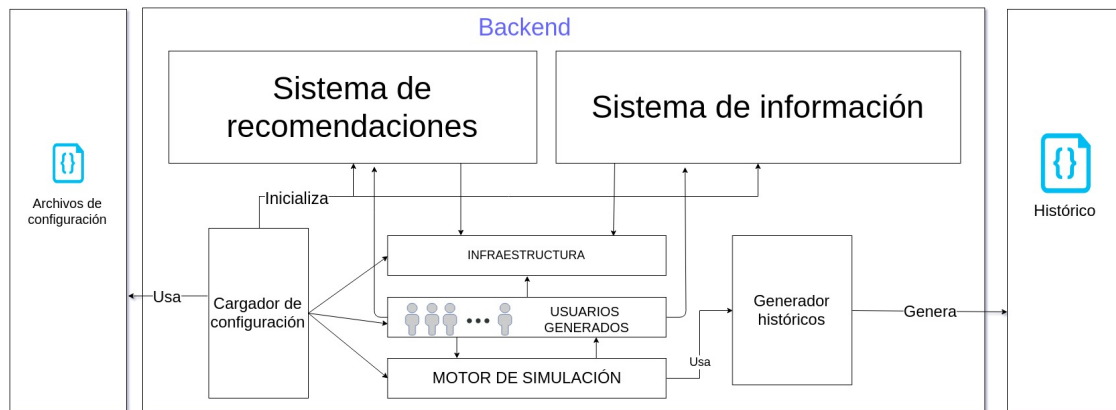 Backend
Sistema de
recomendaciones
Sistema de información
Archivos de
configuración
Inicializa
Histórico
INFRAESTRUCTURA
Usa
Cargador de
configuración
USUARIOS
GENERADOS
Generador
históricos
Genera
Usa
MOTOR DE SIMULACIÓN